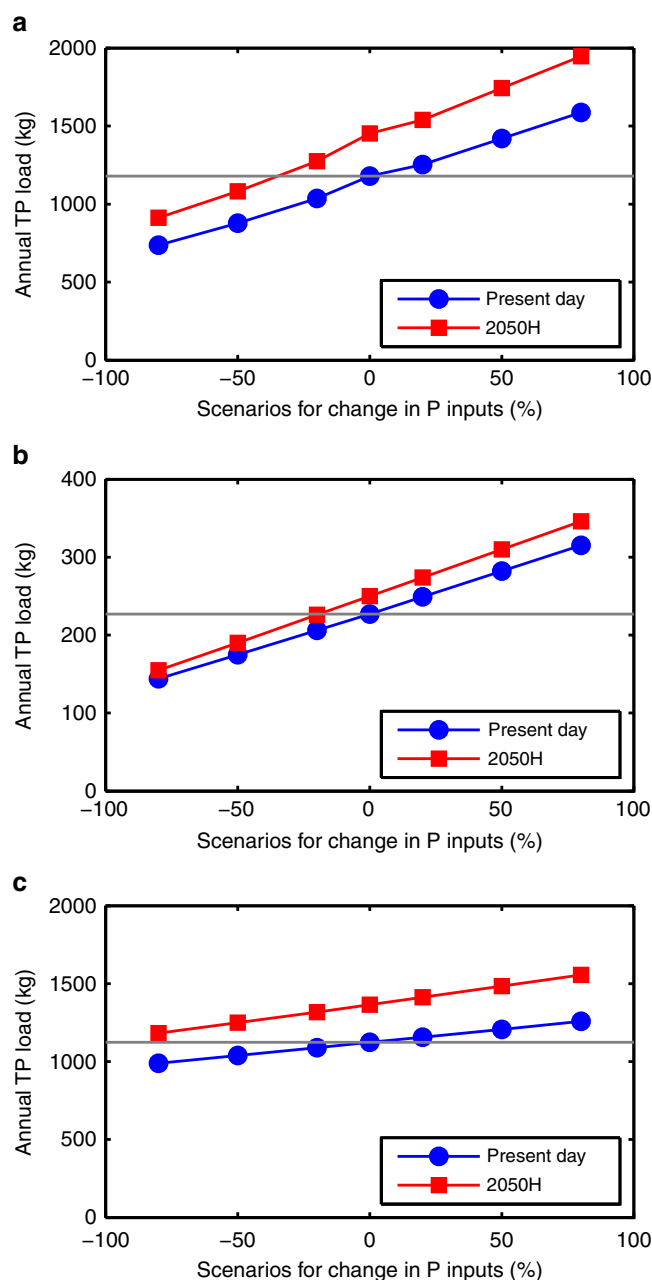 a
2000
1500
1000
500
0
Annual TP load (kg)
Present day
2050H
−100 −50 0 50 100
Scenarios for change in P inputs (%)
b
400
300
200
100
0
Annual TP load (kg)
Present day
2050H
−100 −50 0 50 100
Scenarios for change in P inputs (%)
c
2000
1500
1000
500
0
Annual TP load (kg)
Present day
2050H
−100 −50 0 50 100
Scenarios for change in P inputs (%)